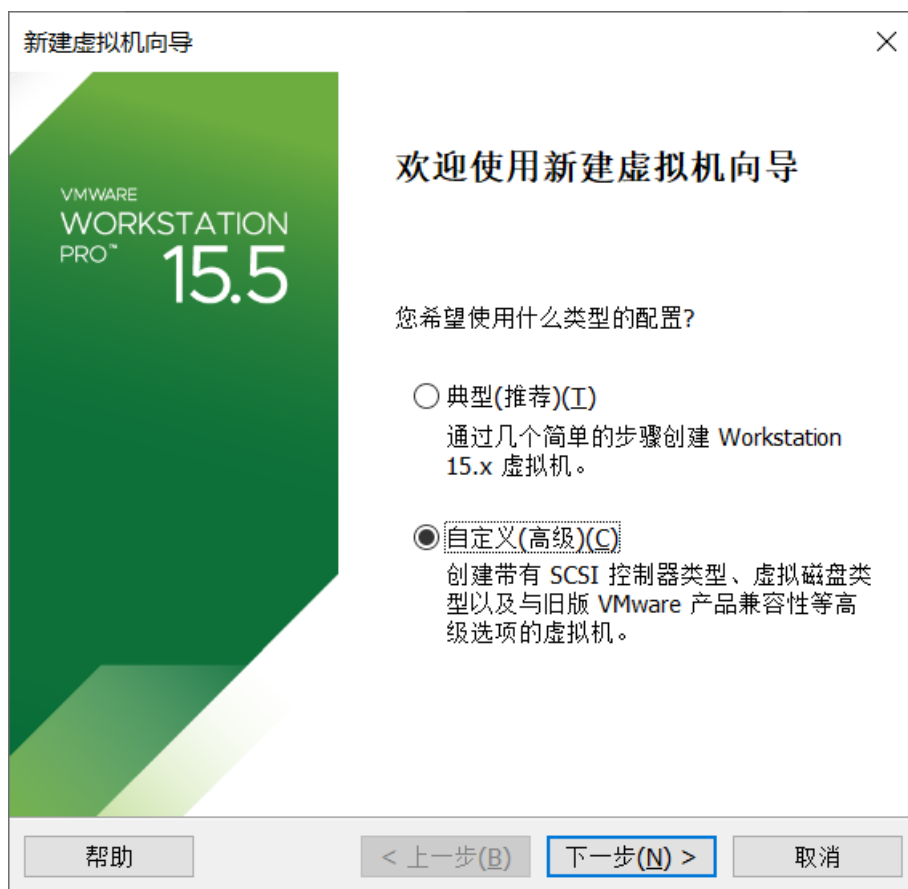 新建虚拟机向导
VMWARE
WORKSTATION
PRO™ 15.5
欢迎使用新建虚拟机向导
您希望使用什么类型的配置?
典型(推荐)(T)
通过几个简单的步骤创建 Workstation
15.x 虚拟机。
自定义(高级)(C)
创建带有 SCSI 控制器类型、虚拟磁盘类
型以及与旧版 VMware 产品兼容性等高
级选项的虚拟机。
帮助
< 上一步(B)
下一步(N) >
取消